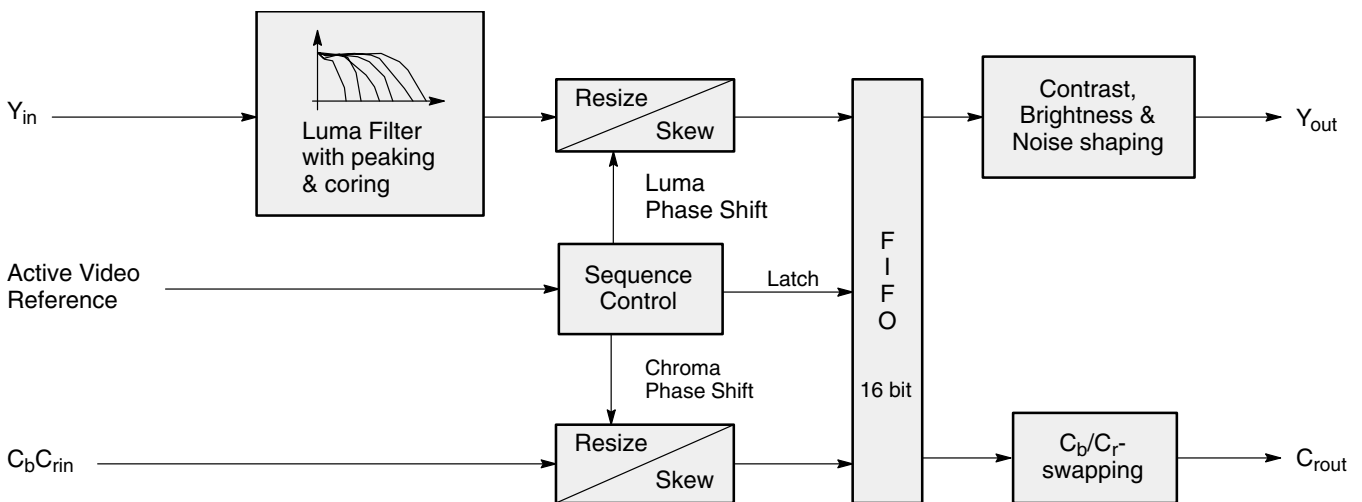 Y_in
Luma Filter
with peaking
& coring
Resize
Skew
Luma
Phase Shift
Contrast,
Brightness &
Noise shaping
Y_out
Active Video
Reference
Sequence
Control
Latch
F
I
F
O
16 bit
Chroma
Phase Shift
C_bC_rin
Resize
Skew
C_b/C_r-
swapping
C_rout